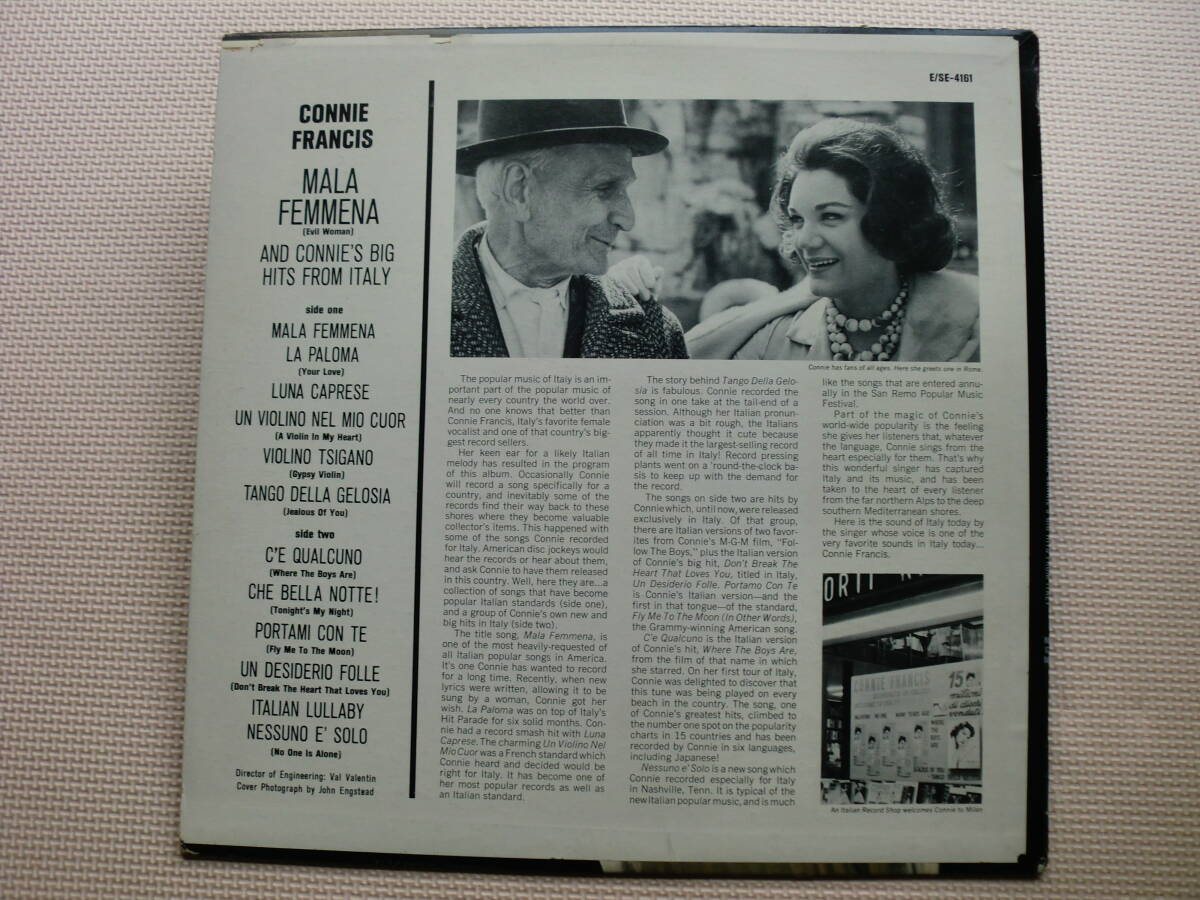 E/SE-4161
CONNIE
FRANCIS
MALA
FEMMENA
(Evil Woman)
AND CONNIE'S BIG
HITS FROM ITALY
side one
MALA FEMMENA
LA PALOMA
(Your Love)
LUNA CAPRESE
UN VIOLINO NEL MIO CUOR
(A Violin In My Heart)
VIOLINO TSIGANO
(Gypsy Violin)
TANGO DELLA GELOSIA
(Jealous Of You)
side two
C'E QUALCUNO
(Where The Boys Are)
CHE BELLA NOTTE!
(Tonight's My Night)
PORTAMI CON TE
(Fly Me To The Moon)
UN DESIDERIO FOLLE
(Don't Break The Heart That Loves You)
ITALIAN LULLABY
NESSUNO E' SOLO
(No One Is Alone)
Director of Engineering: Val Valentin
Cover Photograph by John Engstead
Connie has fans of all ages. Here she greets one in Rome.
The popular music of Italy is an im-
portant part of the popular music of
nearly every country the world over.
And no one knows that better than
Connie Francis, Italy's favorite female
vocalist and one of that country's big-
gest record sellers.
Her keen ear for a likely Italian
melody has resulted in the program
of this album. Occasionally Connie
will record a song specifically for a
country, and inevitably some of the
records find their way back to these
shores where they become valuable
collector's items. This happened with
some of the songs Connie recorded
for Italy. American disc jockeys would
hear the records or hear about them,
and ask Connie to have them released
in this country. Well, here they are...a
collection of songs that have become
popular Italian standards (side one),
and a group of Connie's own new and
big hits in Italy (side two).
The title song, Mala Femmena, is
one of the most heavily-requested of
all Italian popular songs in America.
It's one Connie has wanted to record
for a long time. Recently, when new
lyrics were written, allowing it to be
sung by a woman, Connie got her
wish. La Paloma was on top of Italy's
Hit Parade for six solid months. Con-
nie had a record smash hit with Luna
Caprese. The charming Un Violino Nel
Mio Cuor was a French standard which
Connie heard and decided would be
right for Italy. It has become one of
her most popular records as well as
an Italian standard.
The story behind Tango Della Gelo-
sia is fabulous. Connie recorded the
song in one take at the tail-end of a
session. Although her Italian pronun-
ciation was a bit rough, the Italians
apparently thought it cute because
they made it the largest-selling record
of all time in Italy! Record pressing
plants went on a 'round-the-clock ba-
sis to keep up with the demand for
the record.
The songs on side two are hits by
Connie which, until now, were released
exclusively in Italy. Of that group,
there are Italian versions of two favor-
ites from Connie's M-G-M film, "Fol-
low The Boys," plus the Italian version
of Connie's big hit, Don't Break The
Heart That Loves You, titled in Italy,
Un Desiderio Folle. Portamo Con Te
is Connie's Italian version—and the
first in that tongue—of the standard,
Fly Me To The Moon (In Other Words),
the Grammy-winning American song.
C'e Qualcuno is the Italian version
of Connie's hit, Where The Boys Are,
from the film of that name in which
she starred. On her first tour of Italy,
Connie was delighted to discover that
this tune was being played on every
beach in the country. The song, one
of Connie's greatest hits, climbed to
the number one spot on the popularity
charts in 15 countries and has been
recorded by Connie in six languages,
including Japanese!
Nessuno e' Solo is a new song which
Connie recorded especially for Italy
in Nashville, Tenn. It is typical of the
new Italian popular music, and is much
like the songs that are entered annu-
ally in the San Remo Popular Music
Festival.
Part of the magic of Connie's
world-wide popularity is the feeling
she gives her listeners that, whatever
the language, Connie sings from the
heart especially for them. That's why
this wonderful singer has captured
Italy and its music, and has been
taken to the heart of every listener
from the far northern Alps to the deep
southern Mediterranean shores.
Here is the sound of Italy today by
the singer whose voice is one of the
very favorite sounds in Italy today...
Connie Francis.
CONNIE FRANCIS
15
milioni
di dischi
venduti
An Italian Record Shop welcomes Connie to Milan